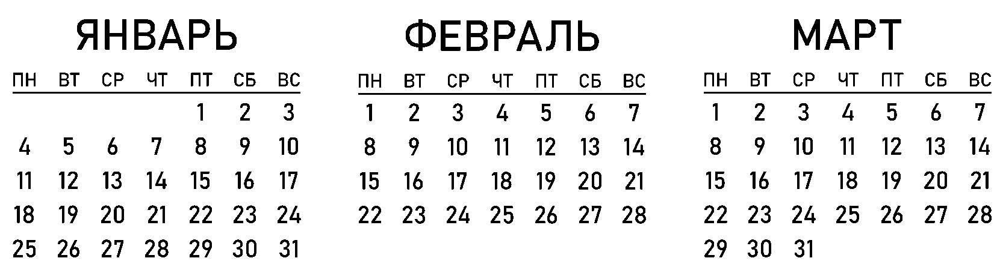 ЯНВАРЬ
ПН ВТ СР ЧТ ПТ СБ ВС
1 2 3
4 5 6 7 8 9 10
11 12 13 14 15 16 17
18 19 20 21 22 23 24
25 26 27 28 29 30 31
ФЕВРАЛЬ
ПН ВТ СР ЧТ ПТ СБ ВС
1 2 3 4 5 6 7
8 9 10 11 12 13 14
15 16 17 18 19 20 21
22 23 24 25 26 27 28
МАРТ
ПН ВТ СР ЧТ ПТ СБ ВС
1 2 3 4 5 6 7
8 9 10 11 12 13 14
15 16 17 18 19 20 21
22 23 24 25 26 27 28
29 30 31